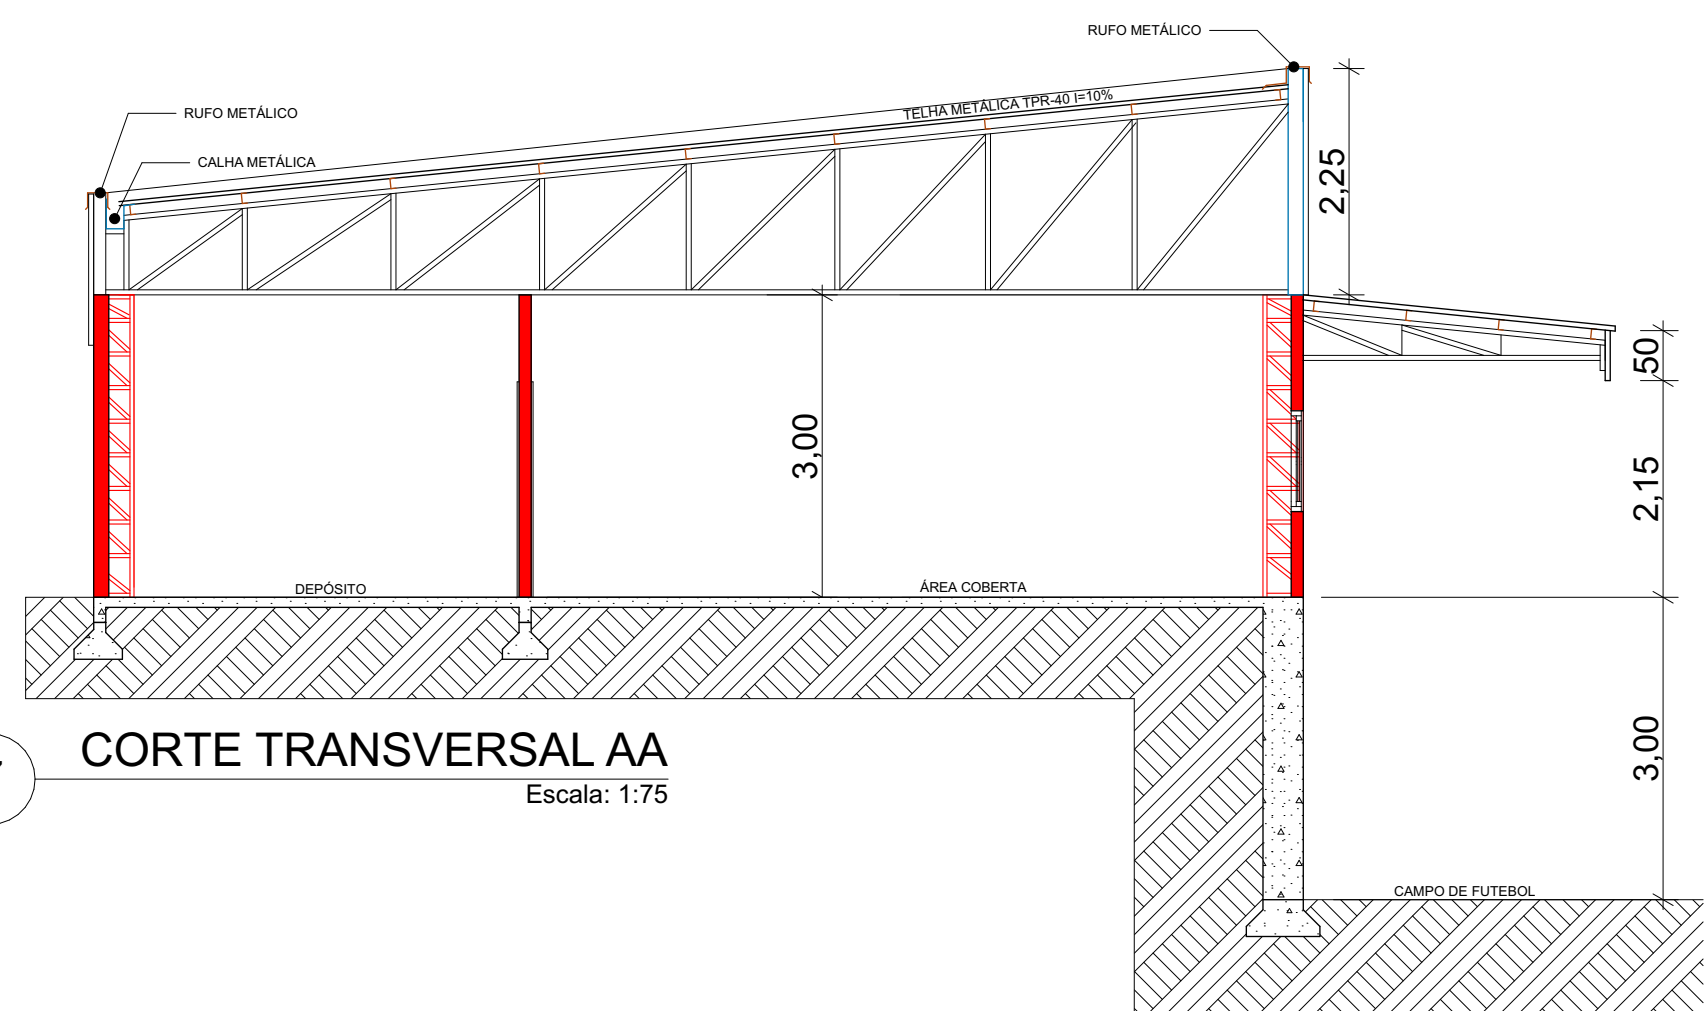 RUFO METÁLICO
RUFO METÁLICO
TELHA METÁLICA TPR-40 I=10%
CALHA METÁLICA
2,25
50
3,00
2,15
DEPÓSITO
ÁREA COBERTA
3,00
CORTE TRANSVERSAL AA
Escala: 1:75
CAMPO DE FUTEBOL